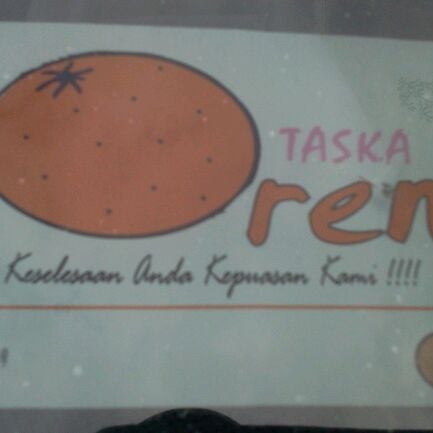 TASKA
Oren
Keselesaan Anda Kepuasan Kami !!!!